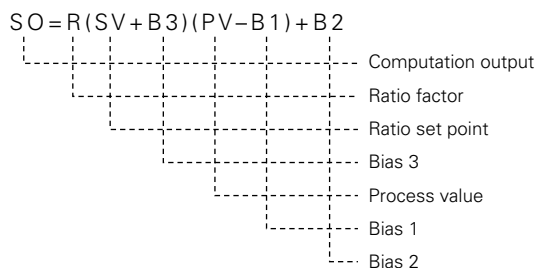 SO=R(SV+B3)(PV−B1)+B2
Computation output
Ratio factor
Ratio set point
Bias 3
Process value
Bias 1
Bias 2